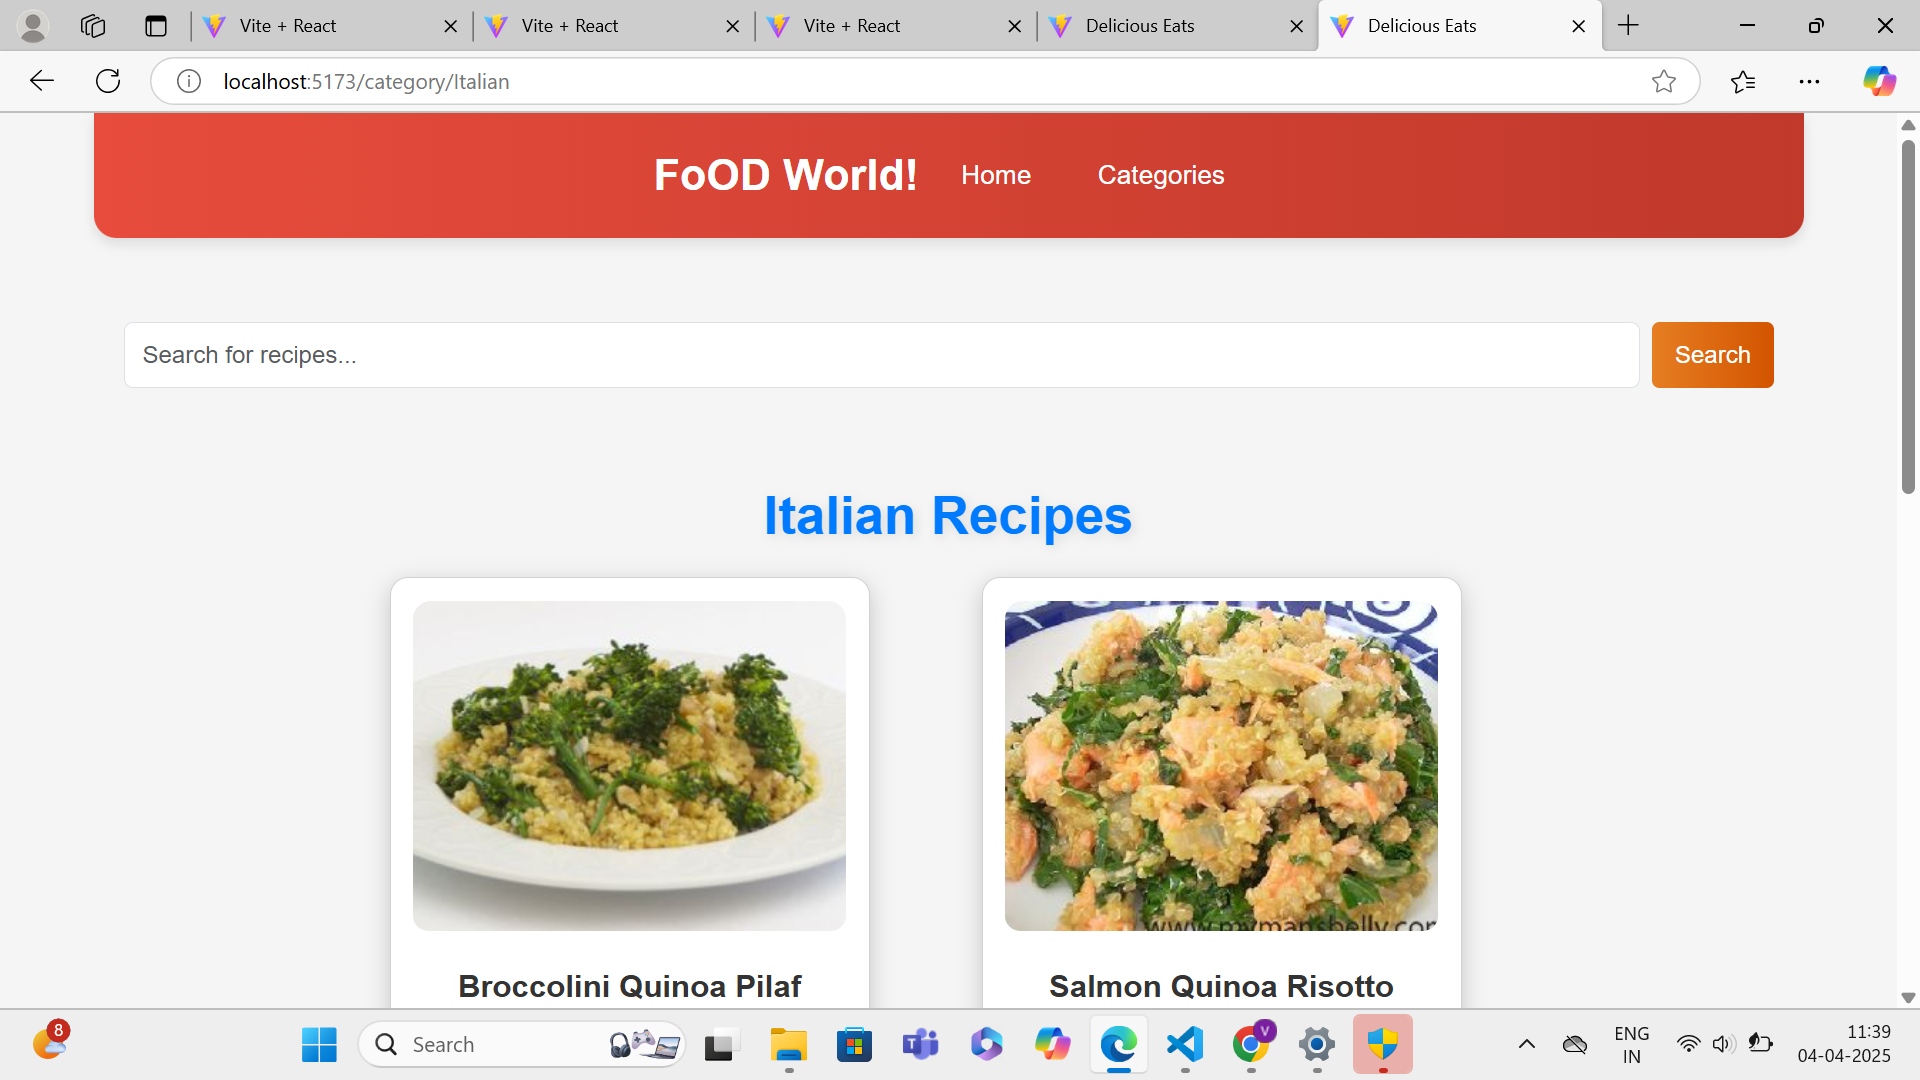 Vite + React
Vite + React
Vite + React
Delicious Eats
Delicious Eats
localhost:5173/category/Italian
FoOD World!
Home
Categories
Search for recipes...
Search
Italian Recipes
www.mymansbelly.com
Broccolini Quinoa Pilaf
Salmon Quinoa Risotto
8
Search
V
ENG
IN
11:39
04-04-2025